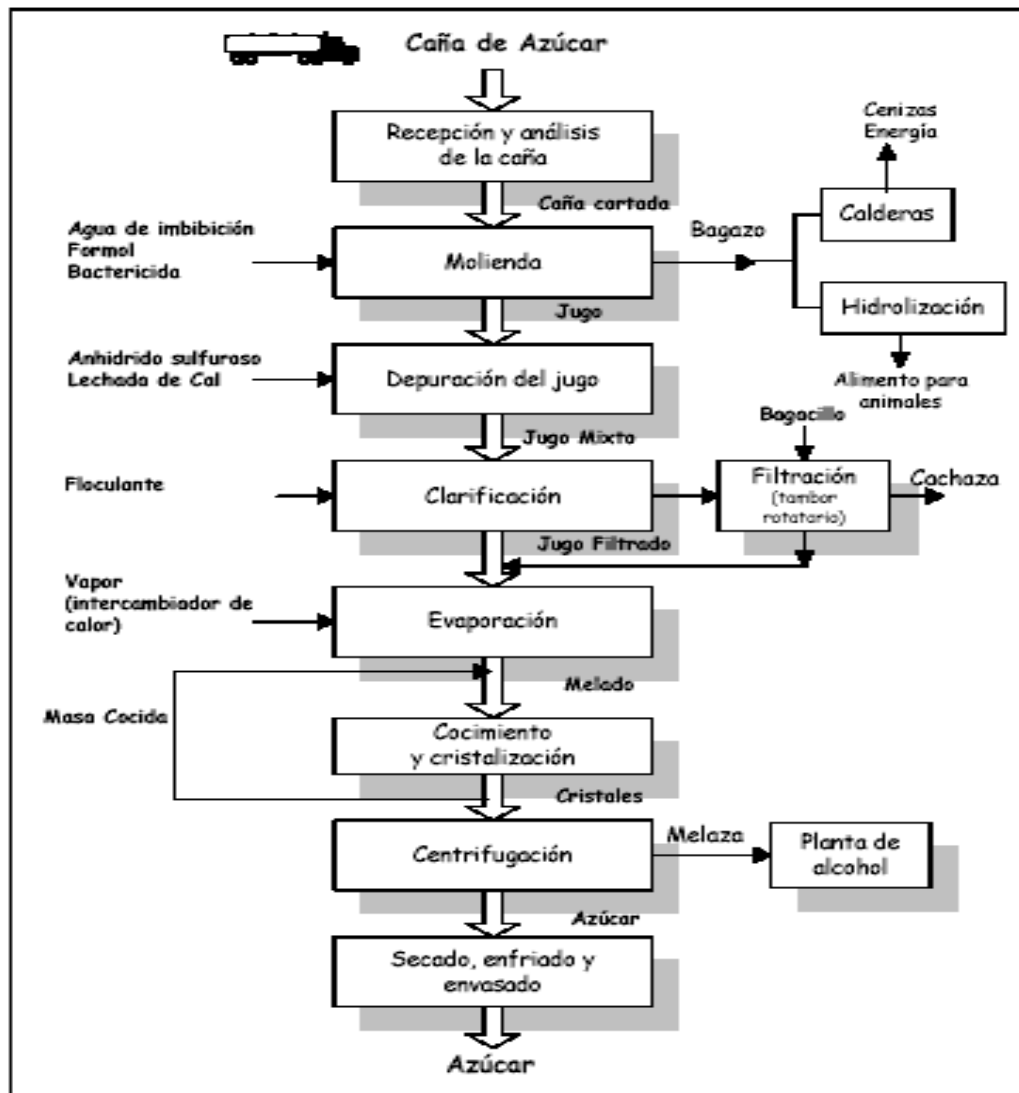 Caña de Azúcar
Recepción y análisis
de la caña
Cenizas
Energía
Caña cortada
Calderas
Agua de imbibición
Formol
Bactericida
Molienda
Bagazo
Hidrolización
Jugo
Anhidrido sulfuroso
Lechada de Cal
Depuración del jugo
Alimento para
animales
Bagacillo
Jugo Mixto
Floculante
Clarificación
Filtración
(tambor
rotatorio)
Cachaza
Jugo Filtrado
Vapor
(intercambiador de
calor)
Evaporación
Melado
Masa Cocida
Cocimiento
y cristalización
Cristales
Centrifugación
Melaza
Planta de
alcohol
Azúcar
Secado, enfriado y
envasado
Azúcar